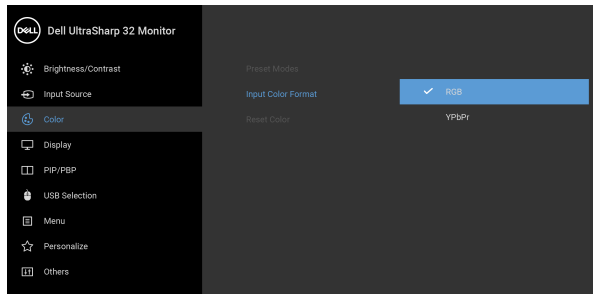 DELL Dell UltraSharp 32 Monitor
Brightness/Contrast
Preset Modes
Input Source
Input Color Format
RGB
Color
Reset Color
YPbPr
Display
PIP/PBP
USB Selection
Menu
Personalize
Others